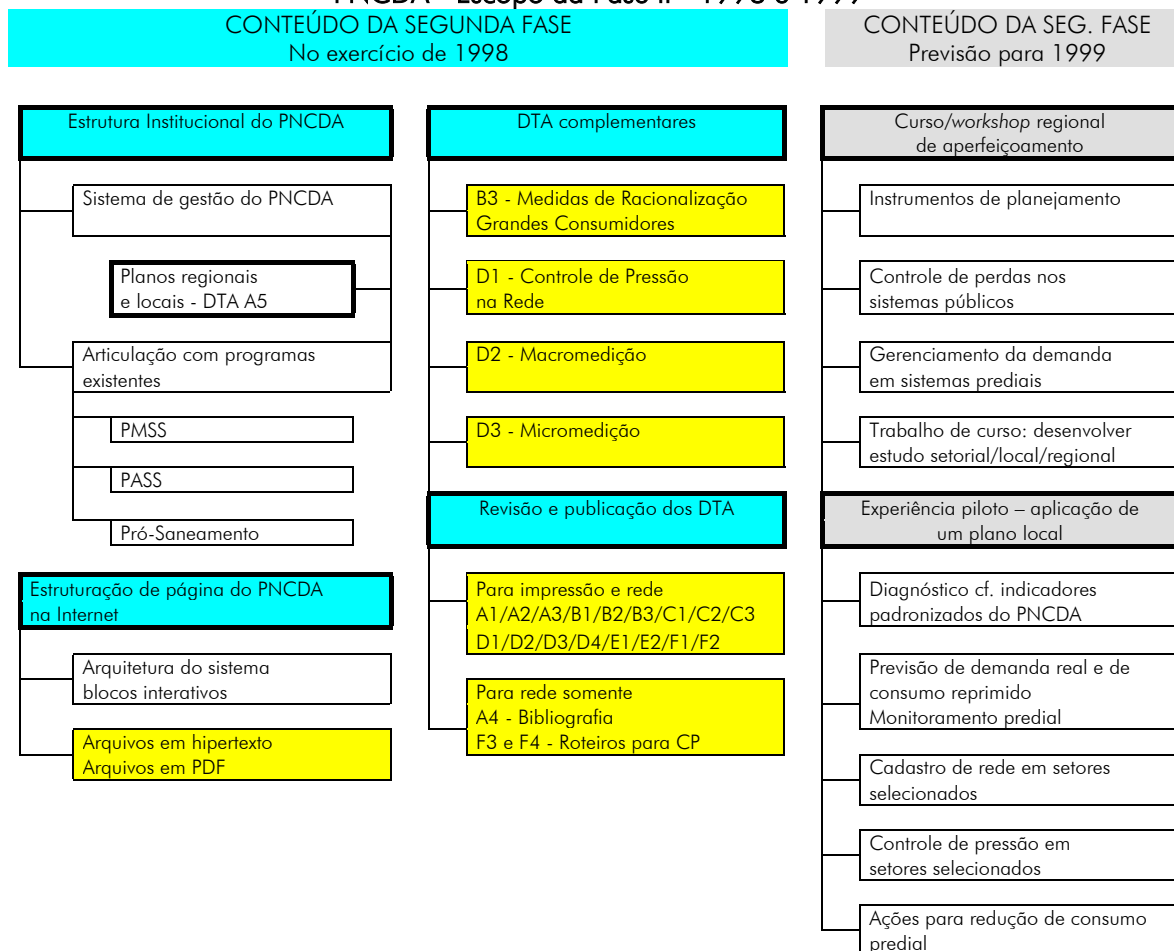 PNCDA - Escopo da Fase II - 1998 e 1999
CONTEÚDO DA SEGUNDA FASE
No exercício de 1998
CONTEÚDO DA SEG. FASE
Previsão para 1999
Estrutura Institucional do PNCDA
Sistema de gestão do PNCDA
Planos regionais
e locais - DTA A5
Articulação com programas
existentes
PMSS
PASS
Pró-Saneamento
Estruturação de página do PNCDA
na Internet
Arquitetura do sistema
blocos interativos
Arquivos em hipertexto
Arquivos em PDF
DTA complementares
B3 - Medidas de Racionalização
Grandes Consumidores
D1 - Controle de Pressão
na Rede
D2 - Macromedição
D3 - Micromedição
Revisão e publicação dos DTA
Para impressão e rede
A1/A2/A3/B1/B2/B3/C1/C2/C3
D1/D2/D3/D4/E1/E2/F1/F2
Para rede somente
A4 - Bibliografia
F3 e F4 - Roteiros para CP
Curso/workshop regional
de aperfeiçoamento
Instrumentos de planejamento
Controle de perdas nos
sistemas públicos
Gerenciamento da demanda
em sistemas prediais
Trabalho de curso: desenvolver
estudo setorial/local/regional
Experiência piloto – aplicação de
um plano local
Diagnóstico cf. indicadores
padronizados do PNCDA
Previsão de demanda real e de
consumo reprimido
Monitoramento predial
Cadastro de rede em setores
selecionados
Controle de pressão em
setores selecionados
Ações para redução de consumo
predial